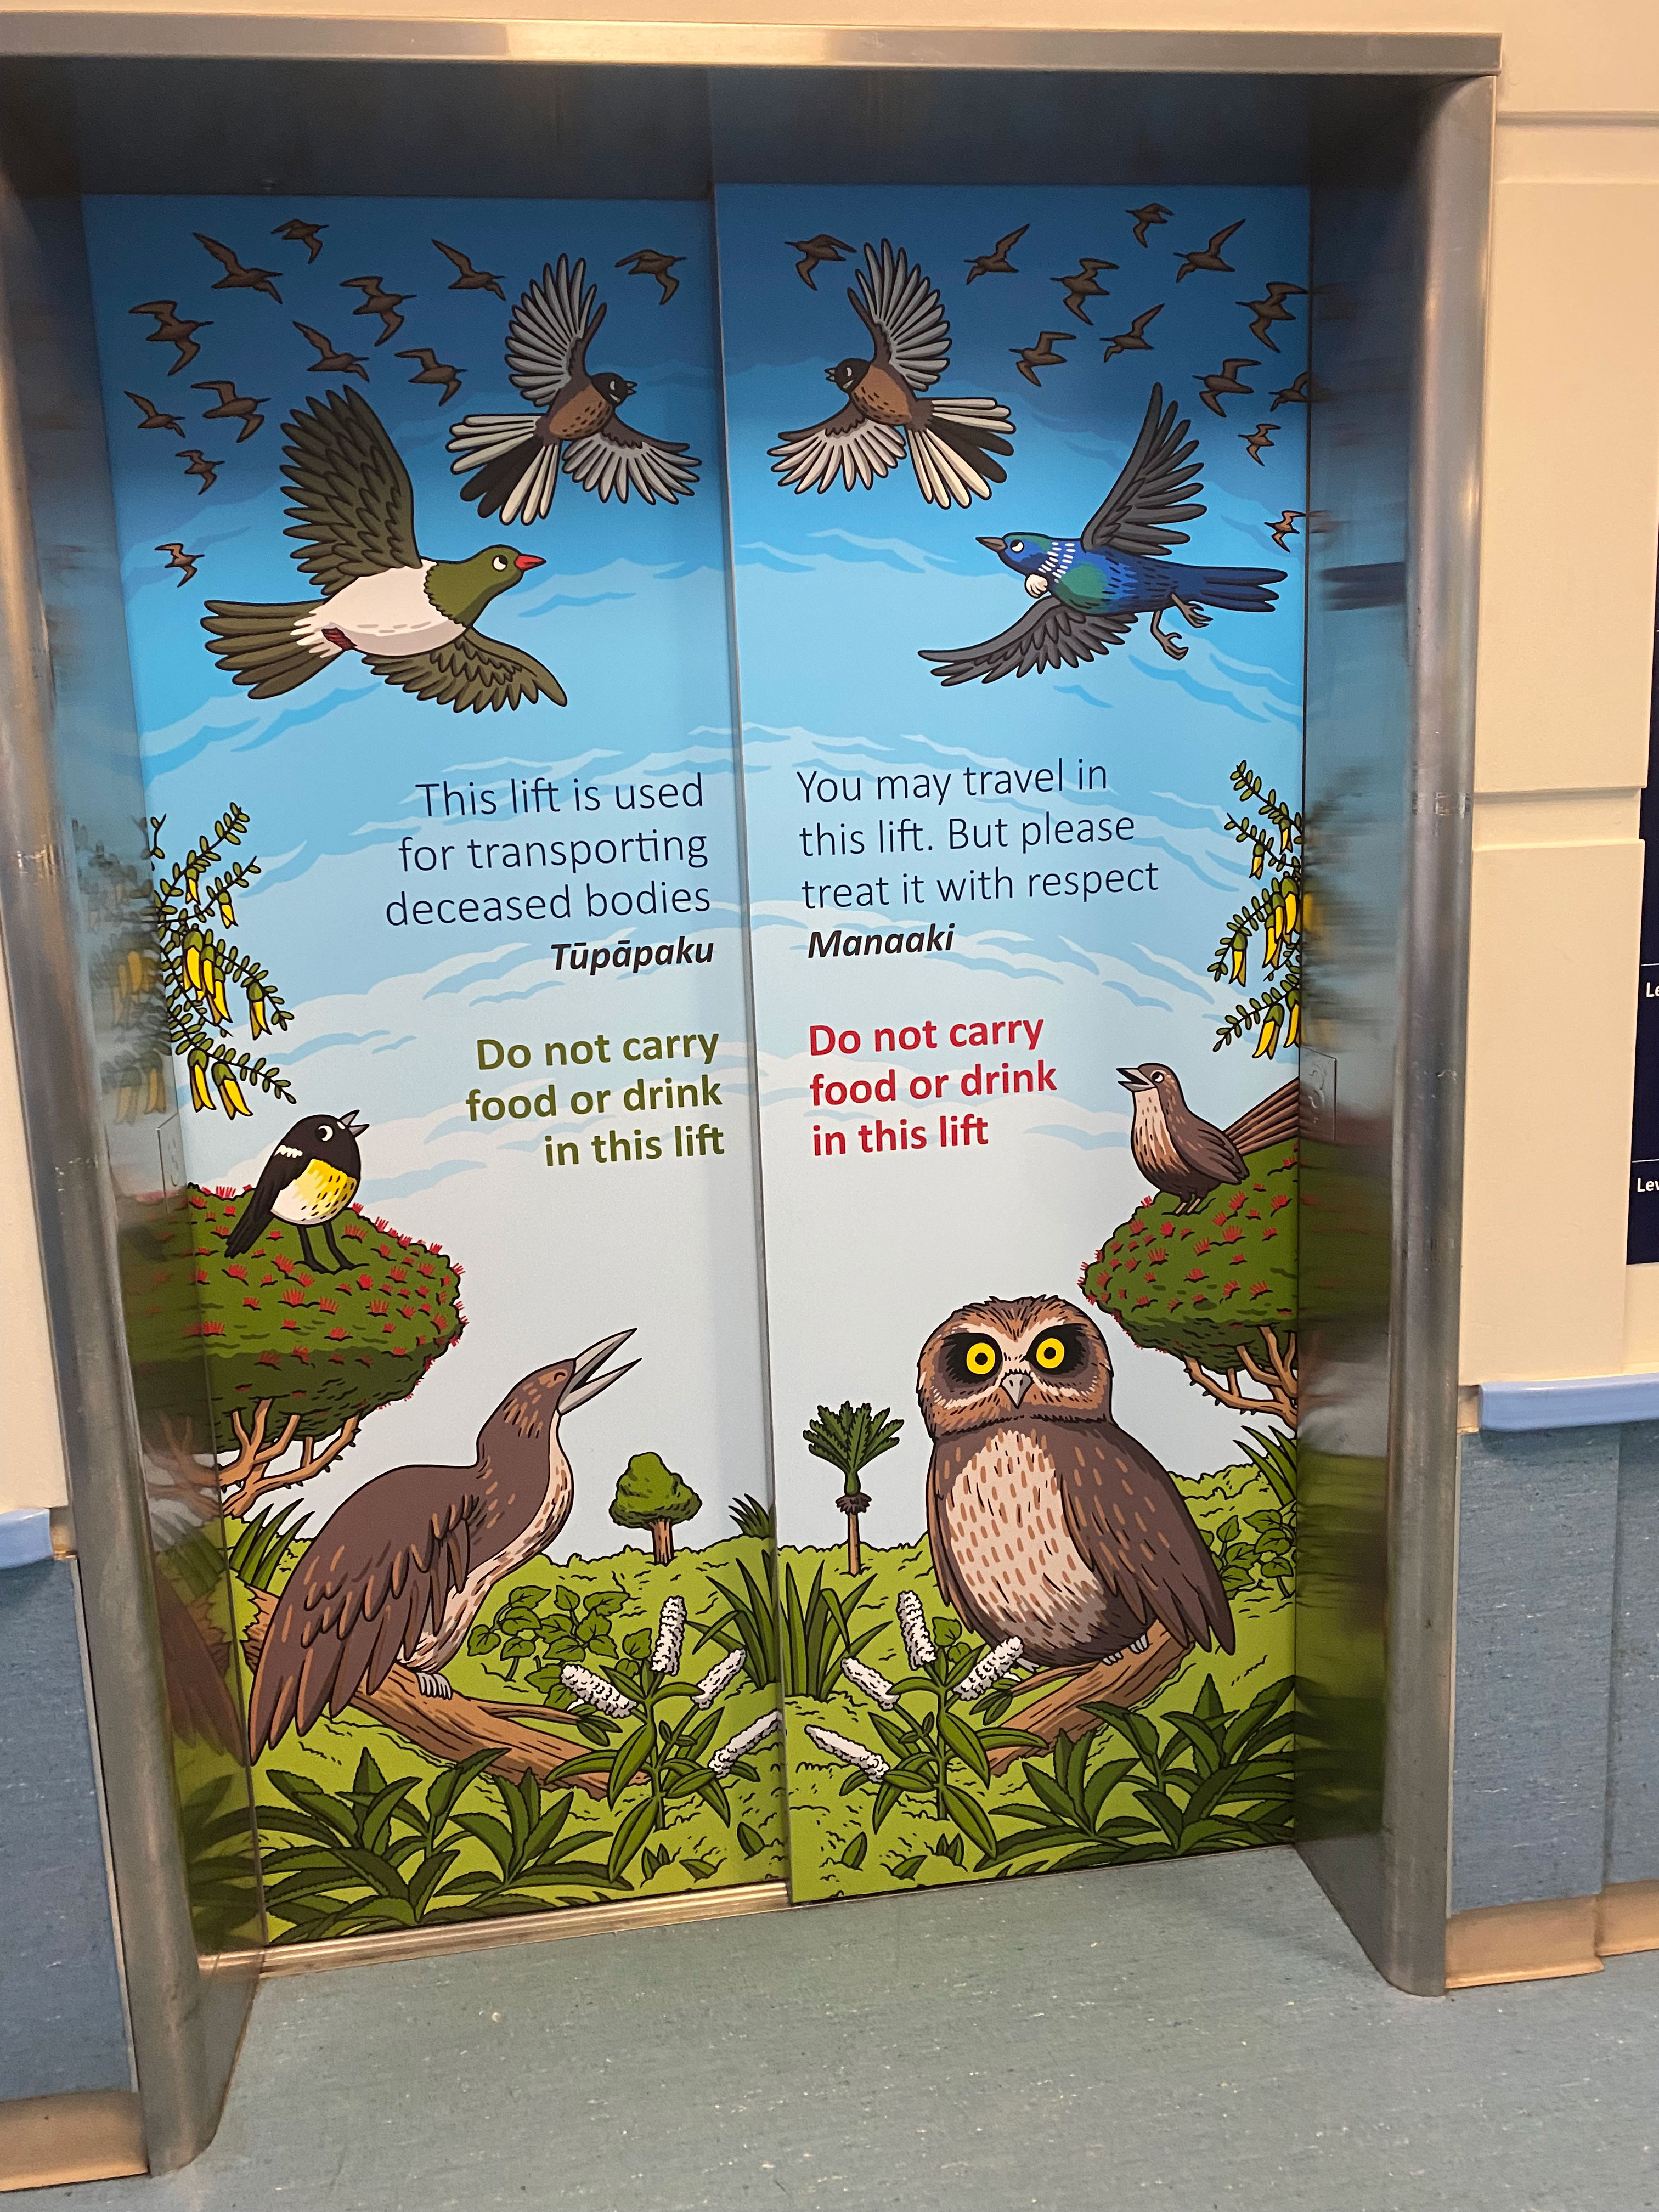 This lift is used
for transporting
deceased bodies
Tūpāpaku
Do not carry
food or drink
in this lift
You may travel in
this lift. But please
treat it with respect
Manaaki
Do not carry
food or drink
in this lift